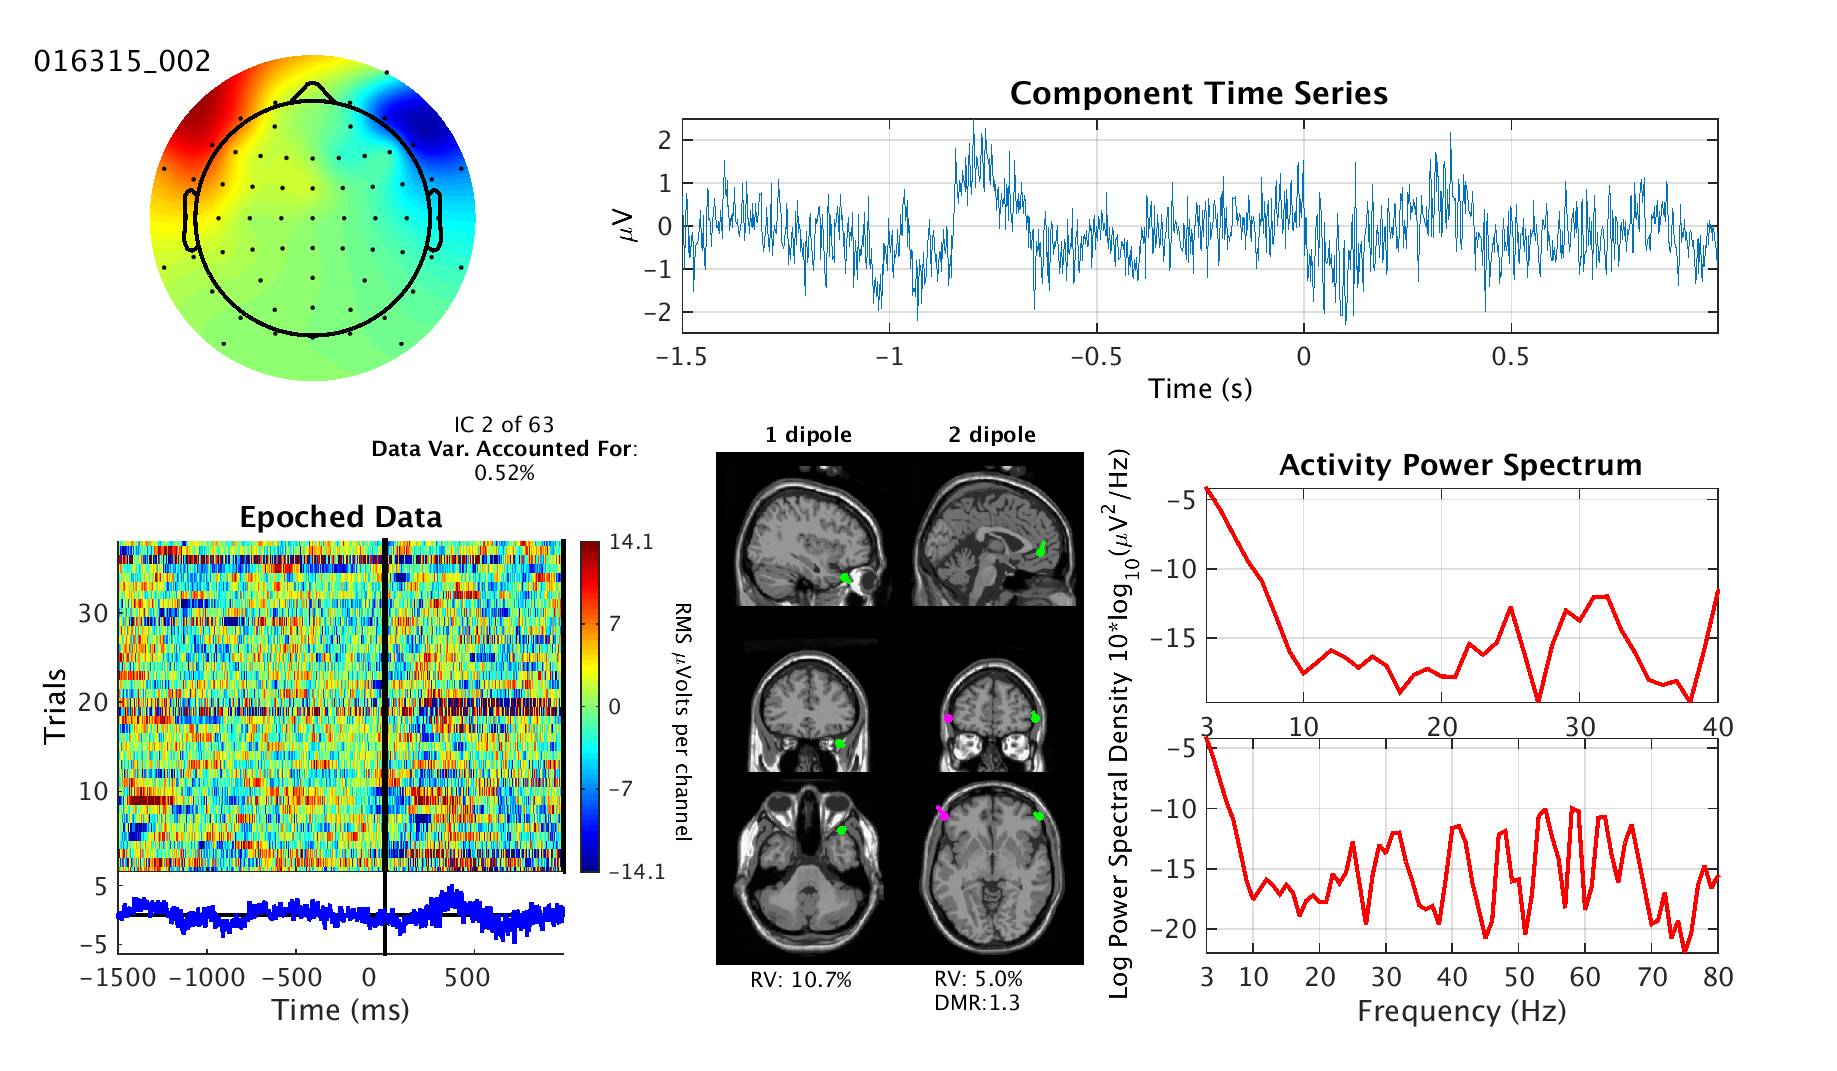 016315_002
Component Time Series
μV
2
1
0
−1
−2
−1.5
−1
−0.5
0
0.5
Time (s)
IC 2 of 63
Data Var. Accounted For:
0.52%
Epoched Data
Trials
30
20
10
14.1
7
0
−7
−14.1
RMS μVolts per channel
5
−5
−1500
−1000
−500
0
500
Time (ms)
1 dipole
2 dipole
RV: 10.7%
RV: 5.0%
DMR:1.3
Activity Power Spectrum
Log Power Spectral Density 10*log10(μV2/Hz)
−5
−10
−15
3
10
20
30
40
−5
−10
−15
−20
3
10
20
30
40
50
60
70
80
Frequency (Hz)